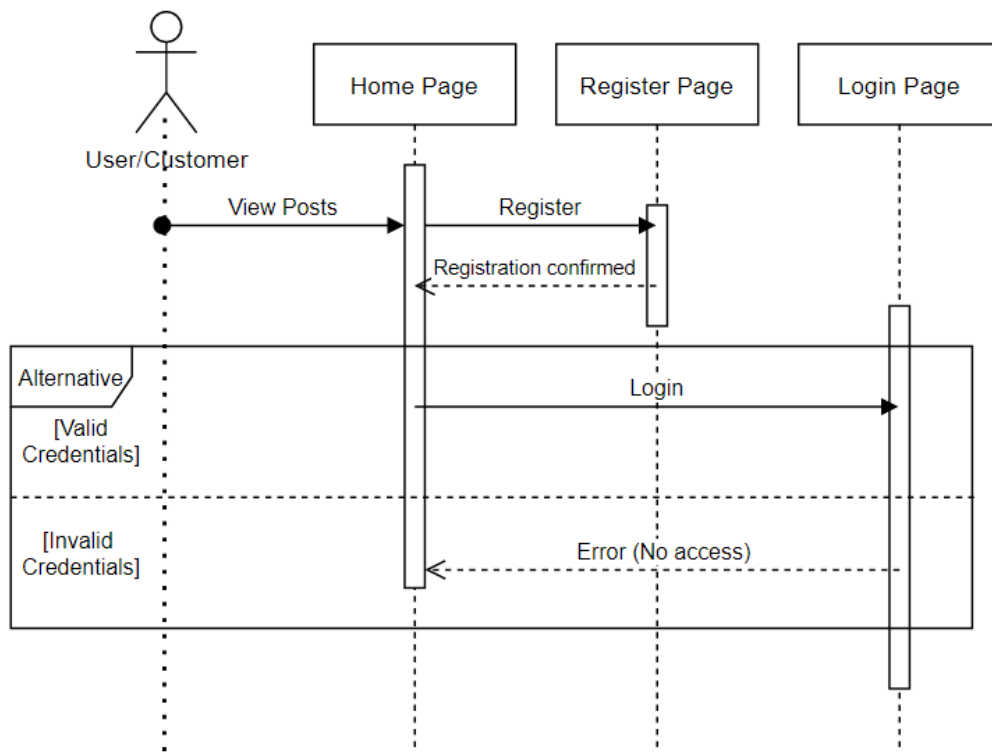 Home Page
Register Page
Login Page
User/Customer
View Posts
Register
Registration confirmed
Alternative
Login
[Valid
Credentials]
[Invalid
Credentials]
Error (No access)